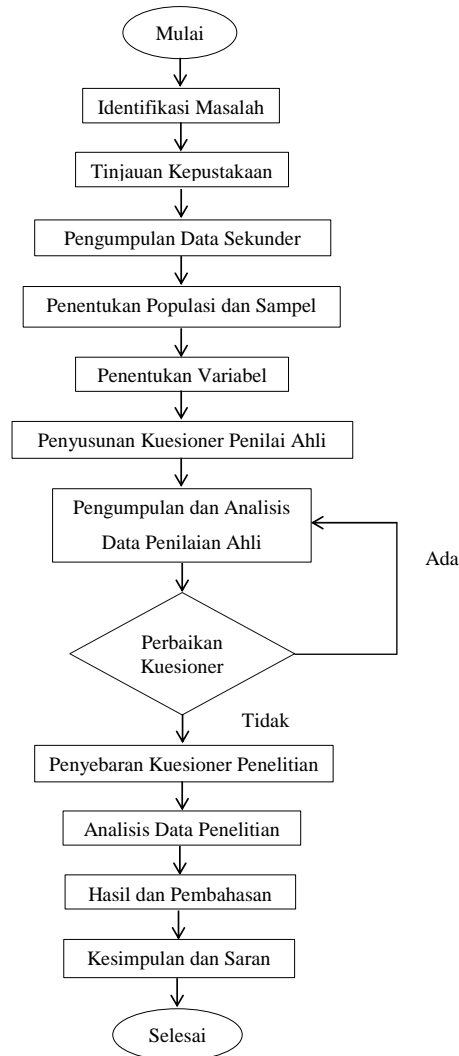 Mulai
Identifikasi Masalah
Tinjauan Kepustakaan
Pengumpulan Data Sekunder
Penentukan Populasi dan Sampel
Penentukan Variabel
Penyusunan Kuesioner Penilai Ahli
Pengumpulan dan Analisis
Data Penilaian Ahli
Ada
Perbaikan
Kuesioner
Tidak
Penyebaran Kuesioner Penelitian
Analisis Data Penelitian
Hasil dan Pembahasan
Kesimpulan dan Saran
Selesai